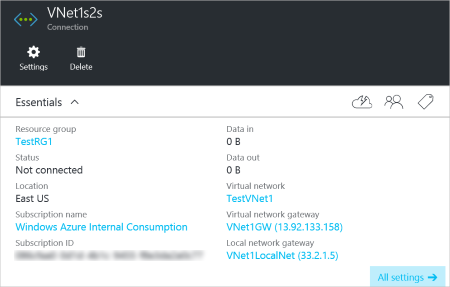 VNet1s2s
Connection
Settings
Delete
Essentials
Resource group
TestRG1
Data in
0 B
Status
Not connected
Data out
0 B
Location
East US
Virtual network
TestVNet1
Subscription name
Windows Azure Internal Consumption
Virtual network gateway
VNet1GW (13.92.133.158)
Subscription ID
Local network gateway
VNet1LocalNet (33.2.1.5)
All settings